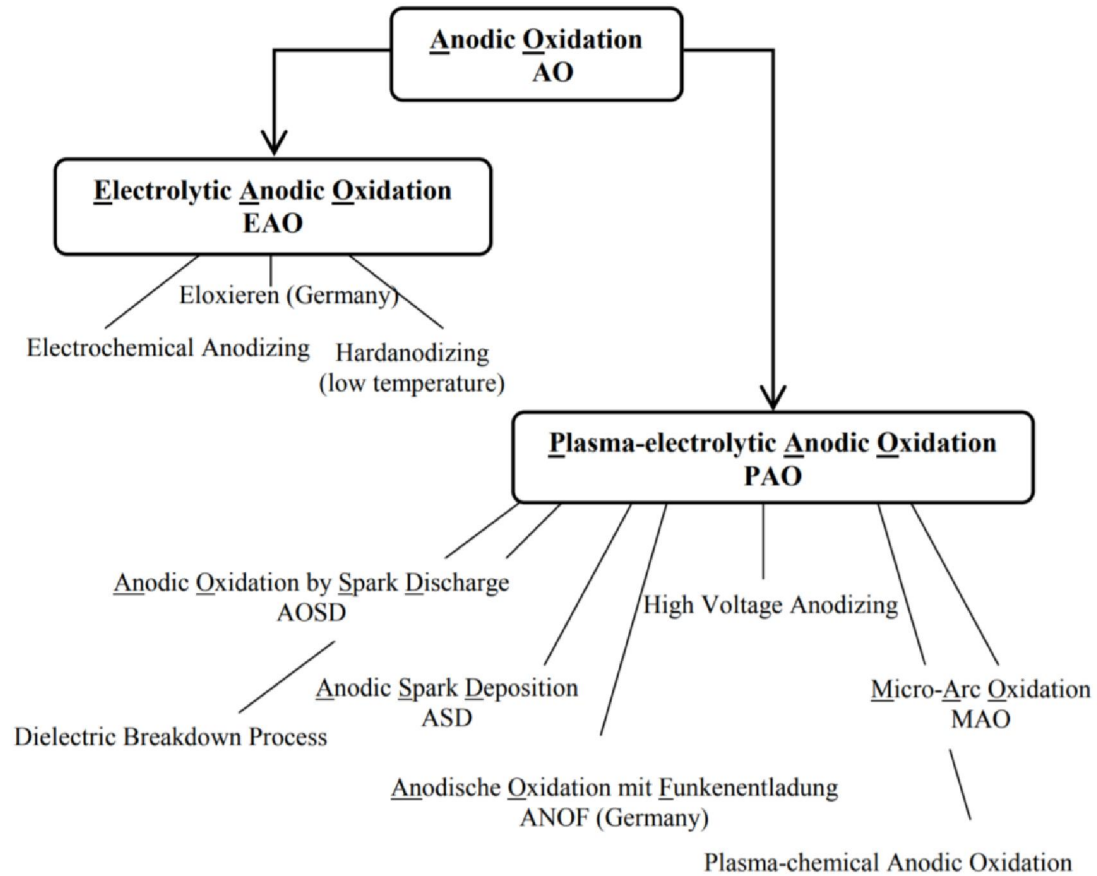 Anodic Oxidation
AO
Electrolytic Anodic Oxidation
EAO
Eloxieren (Germany)
Electrochemical Anodizing
Hardanodizing
(low temperature)
Plasma-electrolytic Anodic Oxidation
PAO
Anodic Oxidation by Spark Discharge
AOSD
High Voltage Anodizing
Anodic Spark Deposition
ASD
Micro-Arc Oxidation
MAO
Dielectric Breakdown Process
Anodische Oxidation mit Funkenentladung
ANOF (Germany)
Plasma-chemical Anodic Oxidation